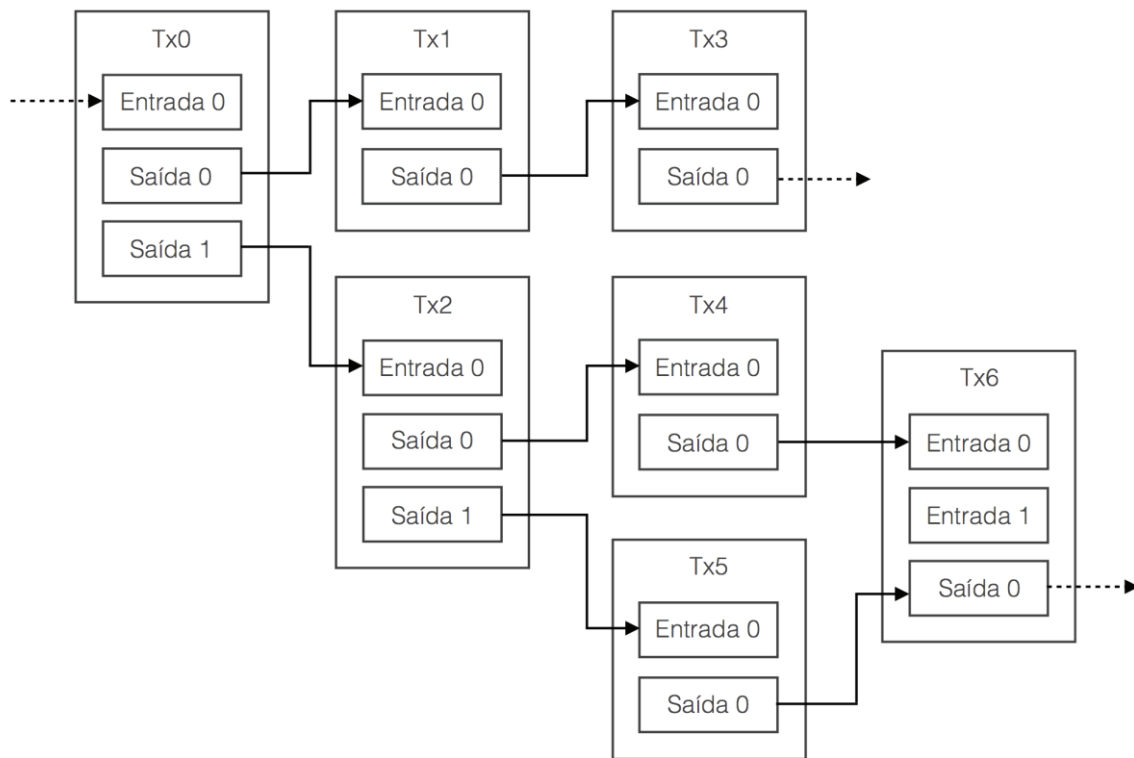 Tx0
Entrada 0
Saída 0
Saída 1
Tx1
Entrada 0
Saída 0
Tx3
Entrada 0
Saída 0
Tx2
Entrada 0
Saída 0
Saída 1
Tx4
Entrada 0
Saída 0
Tx5
Entrada 0
Saída 0
Tx6
Entrada 0
Entrada 1
Saída 0